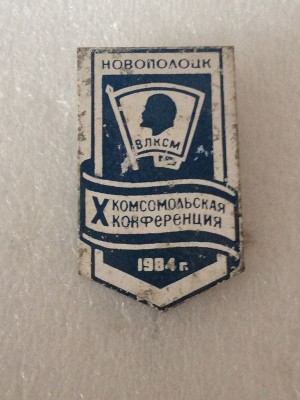 НОВОПОЛОЦК
ВЛКСМ
X КОМСОМОЛЬСКАЯ
КОНФЕРЕНЦИЯ
1984 г.